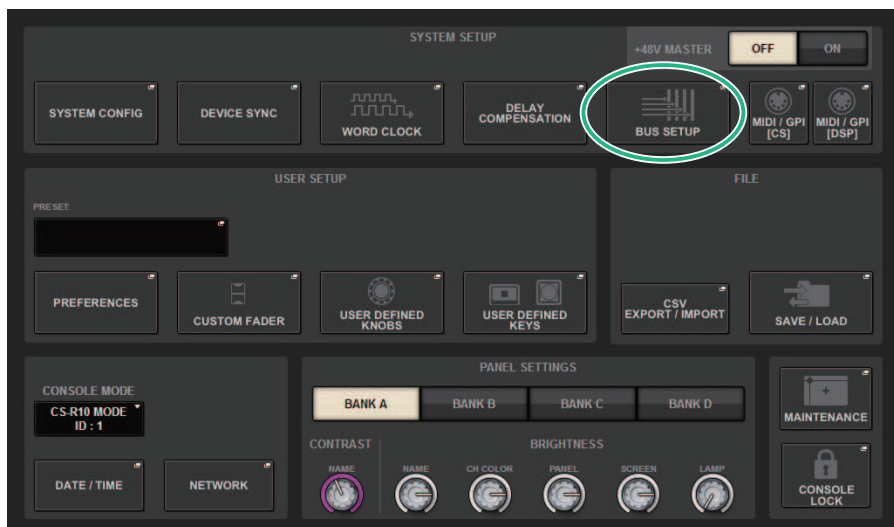 SYSTEM SETUP
+48V MASTER
OFF
ON
SYSTEM CONFIG
DEVICE SYNC
WORD CLOCK
DELAY
COMPENSATION
BUS SETUP
MIDI / GPI
[CS]
MIDI / GPI
[DSP]
USER SETUP
PRESET
PREFERENCES
CUSTOM FADER
USER DEFINED
KNOBS
USER DEFINED
KEYS
FILE
CSV
EXPORT / IMPORT
SAVE / LOAD
CONSOLE MODE
CS-R10 MODE
ID : 1
DATE / TIME
NETWORK
PANEL SETTINGS
BANK A
BANK B
BANK C
BANK D
CONTRAST
BRIGHTNESS
NAME
NAME
CH COLOR
PANEL
SCREEN
LAMP
MAINTENANCE
CONSOLE
LOCK